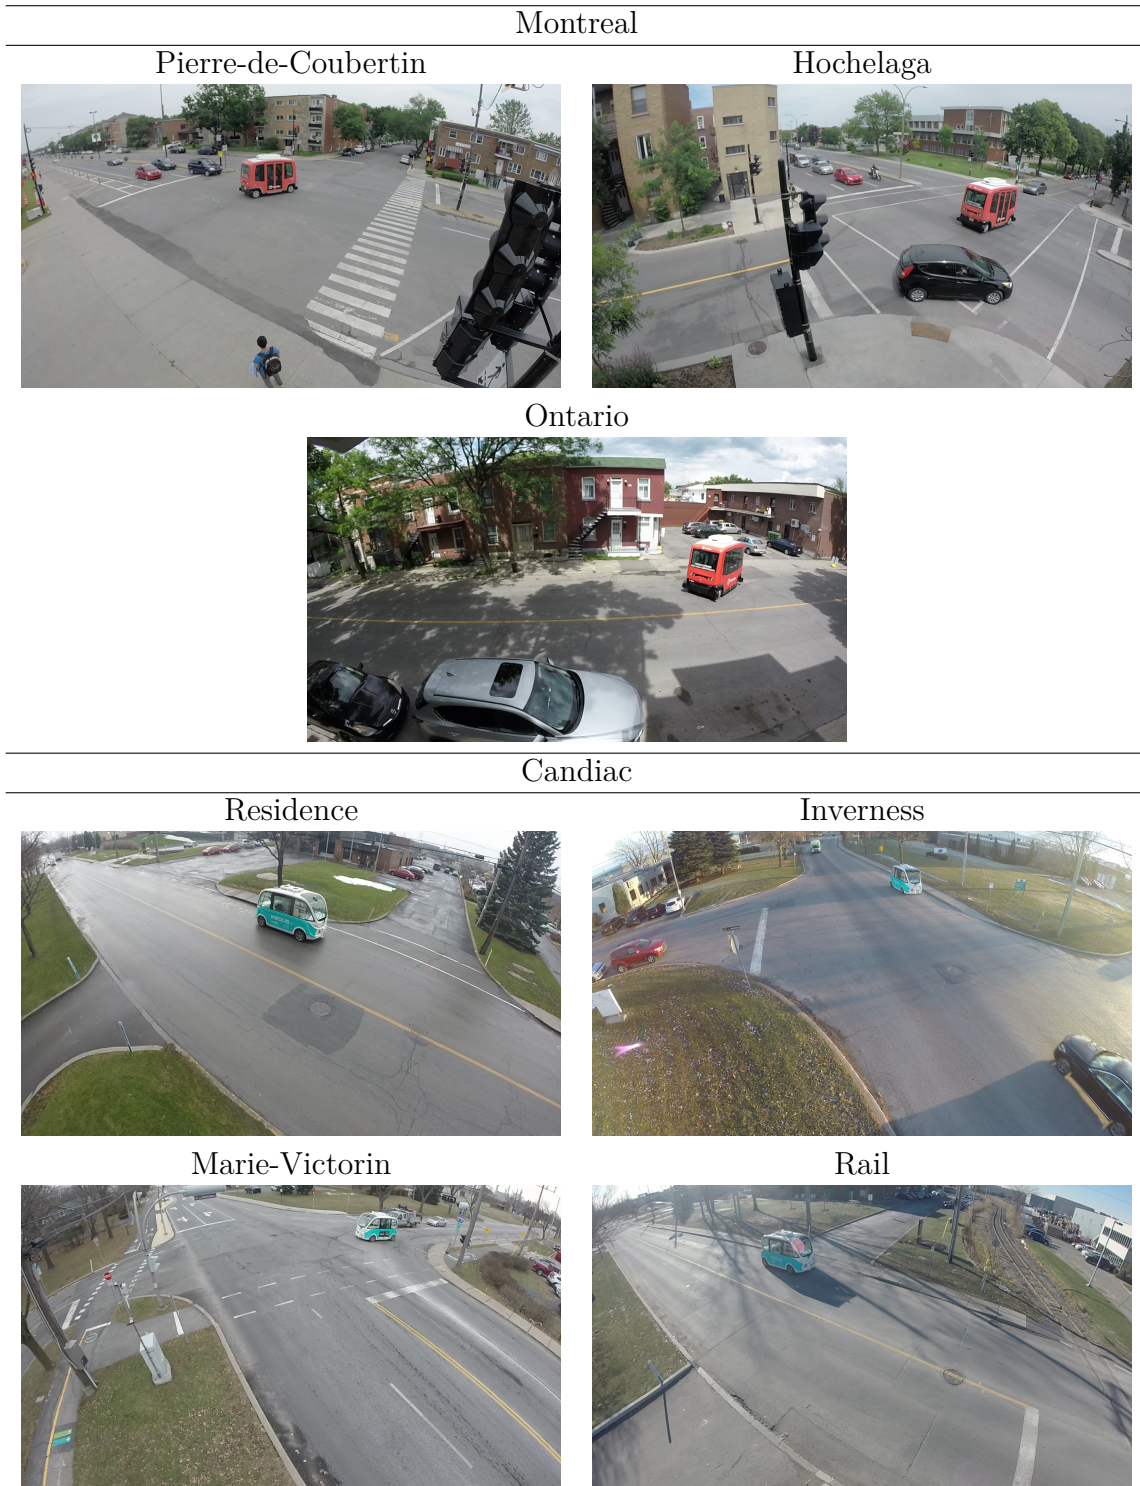 Montreal
Pierre-de-Coubertin
Hochelaga
Ontario
Candiac
Residence
Inverness
Marie-Victorin
Rail